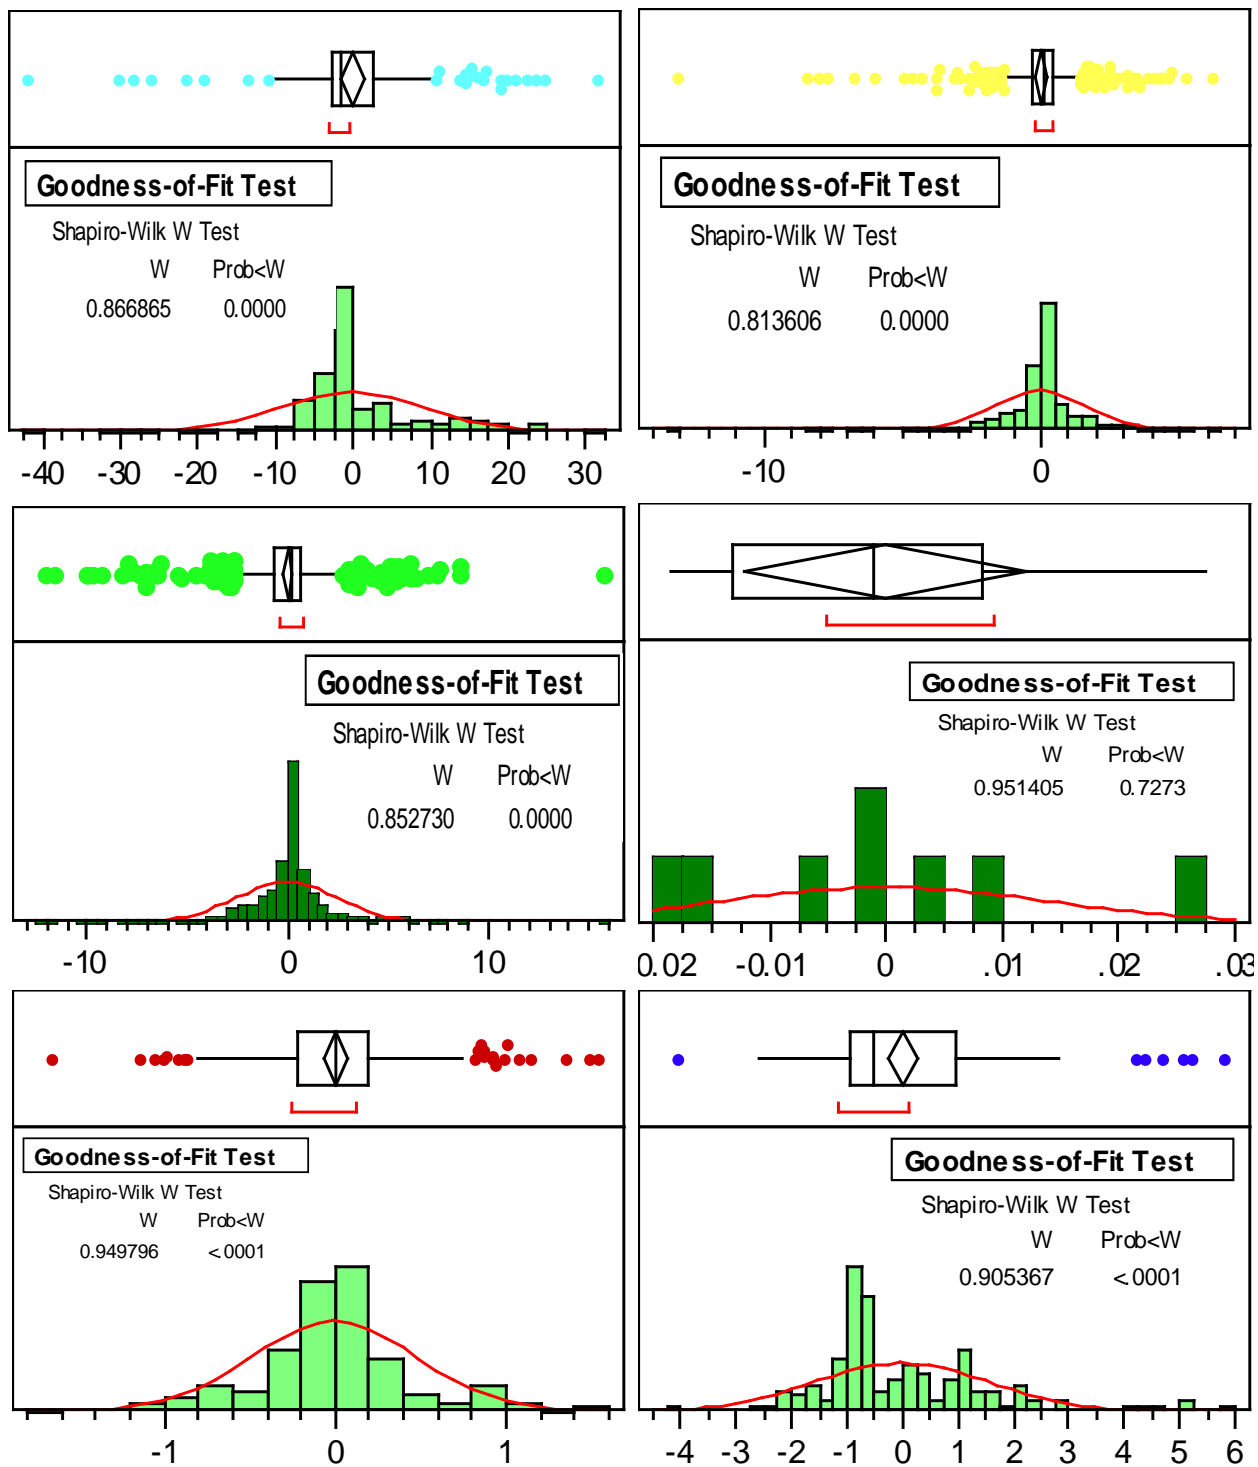 Goodness-of-Fit Test
Shapiro-Wilk W Test
W Prob<W
0.866865 0.0000
-40 -30 -20 -10 0 10 20 30
Goodness-of-Fit Test
Shapiro-Wilk W Test
W Prob<W
0.813606 0.0000
-10 0
Goodness-of-Fit Test
Shapiro-Wilk W Test
W Prob<W
0.852730 0.0000
-10 0 10
Goodness-of-Fit Test
Shapiro-Wilk W Test
W Prob<W
0.951405 0.7273
0.02 -0.01 0 .01 .02 .03
Goodness-of-Fit Test
Shapiro-Wilk W Test
W Prob<W
0.949796 <.0001
-1 0 1
Goodness-of-Fit Test
Shapiro-Wilk W Test
W Prob<W
0.905367 <.0001
-4 -3 -2 -1 0 1 2 3 4 5 6